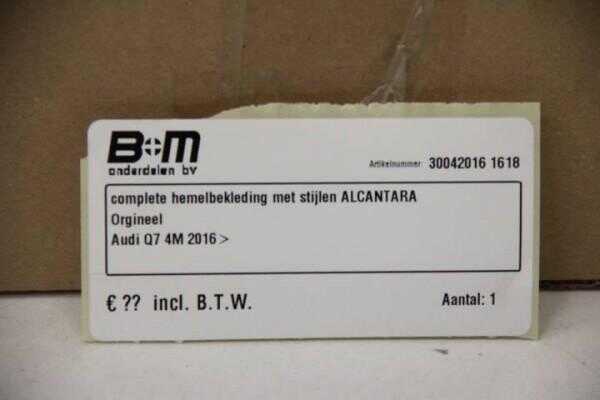 B+M
onderdelen bv
Artikelnummer: 30042016 1618
complete hemelbekleding met stijlen ALCANTARA
Orgineel
Audi Q7 4M 2016 >
€ ?? incl. B.T.W.
Aantal: 1